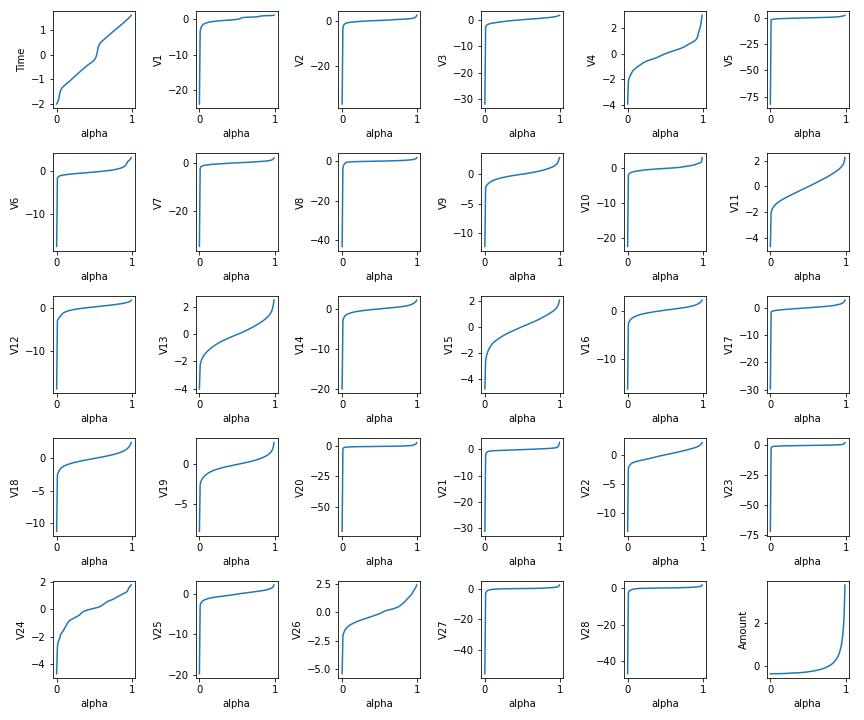 1
0
−1
−2
Time
0 1
alpha
0
−10
−20
V1
0 1
alpha
0
−20
V2
0 1
alpha
0
−10
−20
−30
V3
0 1
alpha
2
0
−2
−4
V4
0 1
alpha
0
−25
−50
−75
V5
0 1
alpha
0
−10
V6
0 1
alpha
0
−20
V7
0 1
alpha
0
−20
−40
V8
0 1
alpha
0
−5
−10
V9
0 1
alpha
0
−10
−20
V10
0 1
alpha
2
0
−2
−4
V11
0 1
alpha
0
−10
V12
0 1
alpha
2
0
−2
−4
V13
0 1
alpha
0
−5
−10
−15
−20
V14
0 1
alpha
2
0
−2
−4
V15
0 1
alpha
0
−10
V16
0 1
alpha
0
−10
−20
−30
V17
0 1
alpha
0
−5
−10
V18
0 1
alpha
0
−5
V19
0 1
alpha
0
−25
−50
V20
0 1
alpha
0
−10
−20
−30
V21
0 1
alpha
0
−5
−10
V22
0 1
alpha
0
−25
−50
−75
V23
0 1
alpha
2
0
−2
−4
V24
0 1
alpha
0
−10
−20
V25
0 1
alpha
2.5
0.0
−2.5
−5.0
V26
0 1
alpha
0
−20
−40
V27
0 1
alpha
0
−20
−40
V28
0 1
alpha
2
0
Amount
0 1
alpha